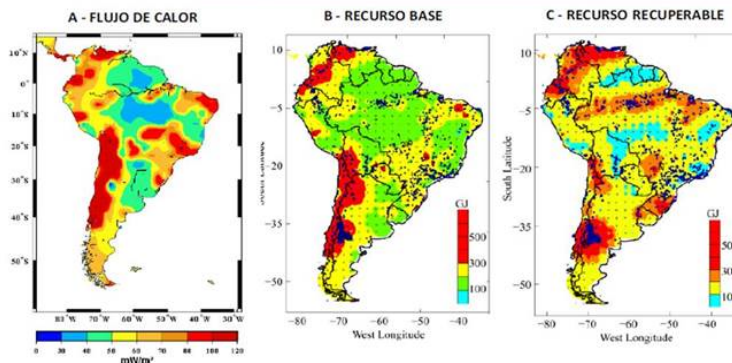 A - FLUJO DE CALOR
10°N
0°
10°S
20°S
30°S
40°S
50°S
80°W 70°W 60°W 50°W 40°W 30°W
0 30 40 50 60 80 100 120
mW/m²
B - RECURSO BASE
10
-5
-20
-35
-50
GJ
500
300
100
-80 -70 -60 -50 -40
West Longitude
C - RECURSO RECUPERABLE
South Latitude
10
-5
-20
-35
-50
GJ
500
300
100
-80 -70 -60 -50 -40
West Longitude